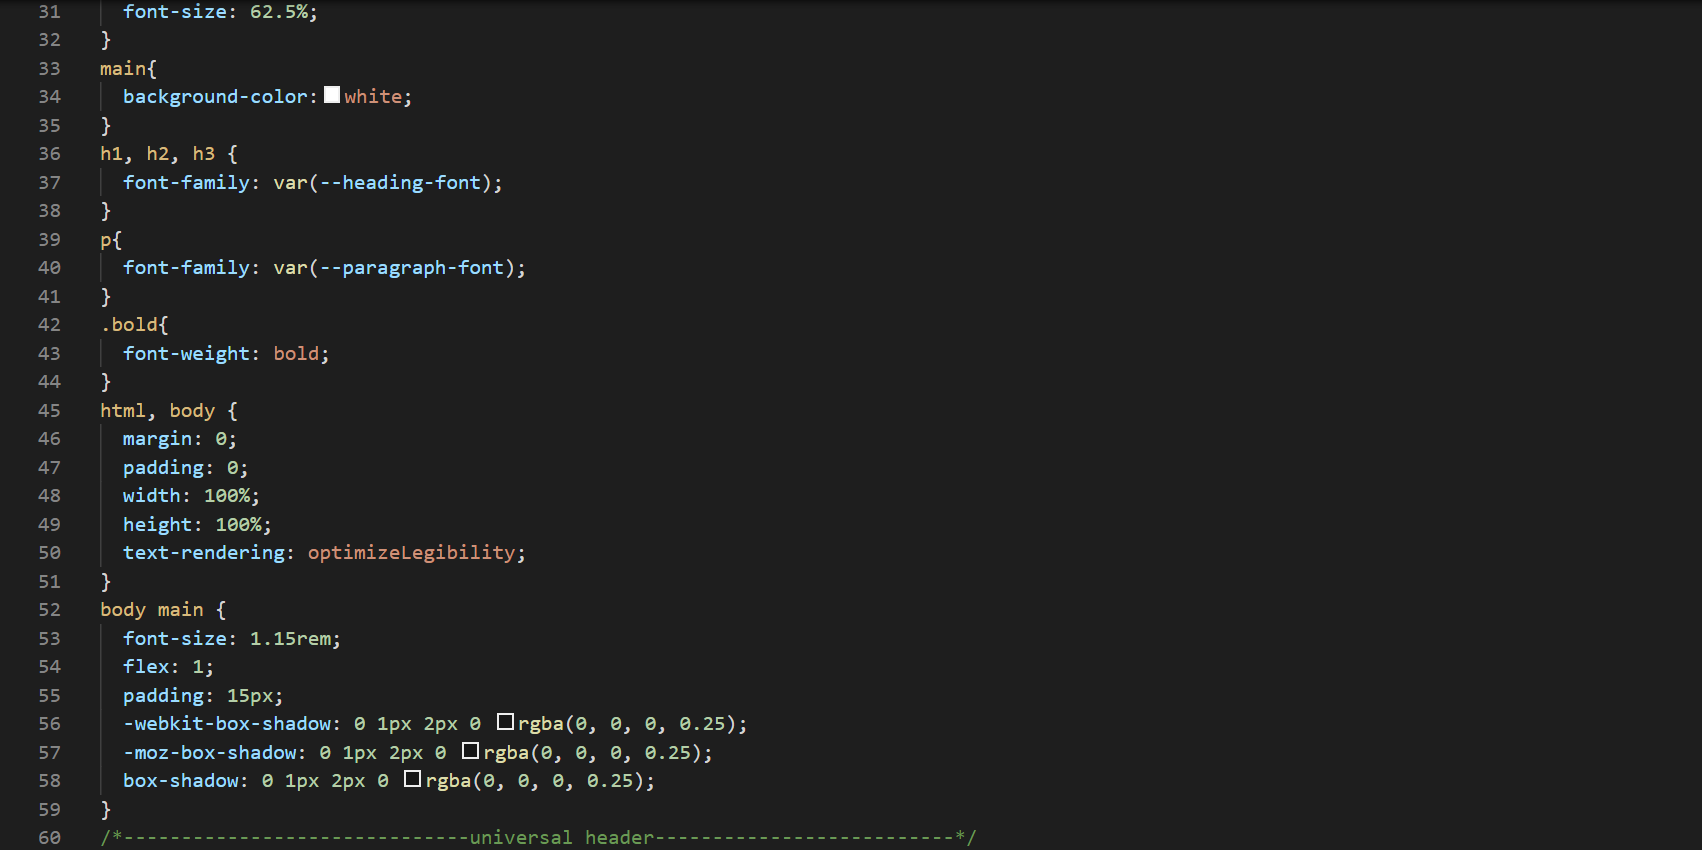 31 font-size: 62.5%;
32 }
33 main{
34 background-color: white;
35 }
36 h1, h2, h3 {
37 font-family: var(--heading-font);
38 }
39 p{
40 font-family: var(--paragraph-font);
41 }
42 .bold{
43 font-weight: bold;
44 }
45 html, body {
46 margin: 0;
47 padding: 0;
48 width: 100%;
49 height: 100%;
50 text-rendering: optimizeLegibility;
51 }
52 body main {
53 font-size: 1.15rem;
54 flex: 1;
55 padding: 15px;
56 -webkit-box-shadow: 0 1px 2px 0 rgba(0, 0, 0, 0.25);
57 -moz-box-shadow: 0 1px 2px 0 rgba(0, 0, 0, 0.25);
58 box-shadow: 0 1px 2px 0 rgba(0, 0, 0, 0.25);
59 }
60 /*------------------------------universal header--------------------------*/